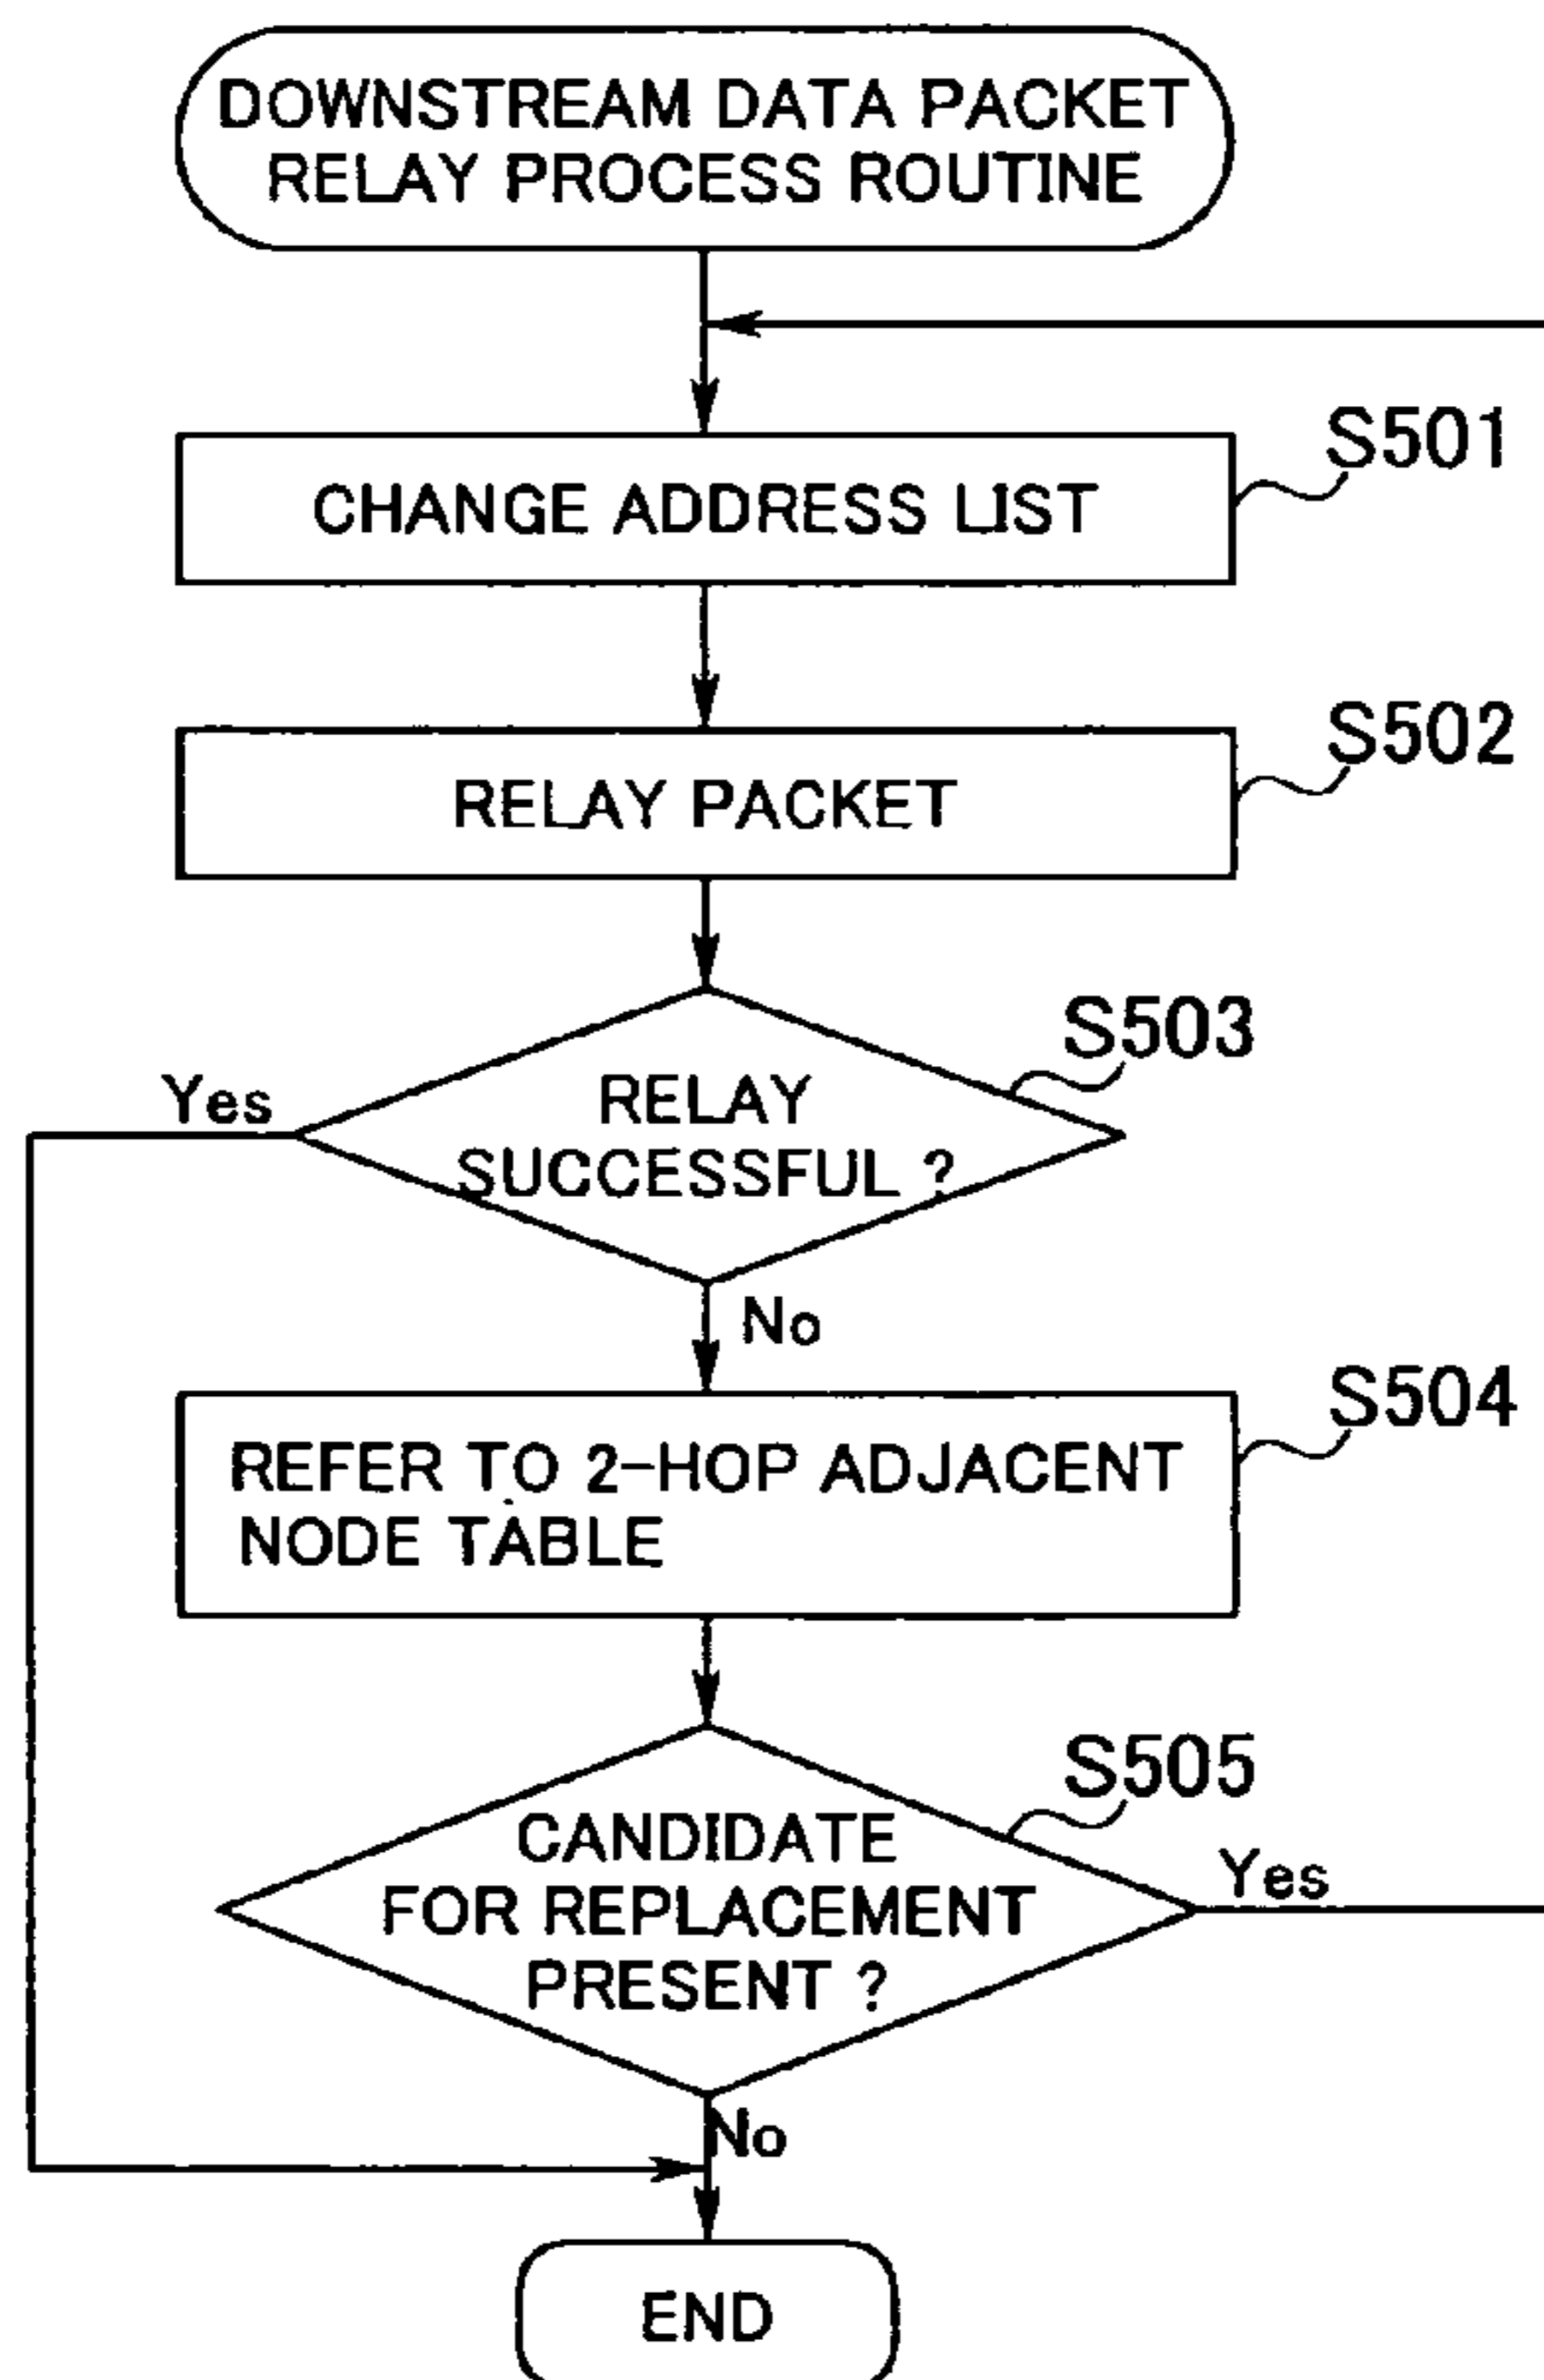 DOWNSTREAM DATA PACKET
RELAY PROCESS ROUTINE
S501
CHANGE ADDRESS LIST
S502
RELAY PACKET
S503
Yes
RELAY
SUCCESSFUL ?
No
S504
REFER TO 2-HOP ADJACENT
NODE TABLE
S505
CANDIDATE
FOR REPLACEMENT
PRESENT ?
Yes
No
END